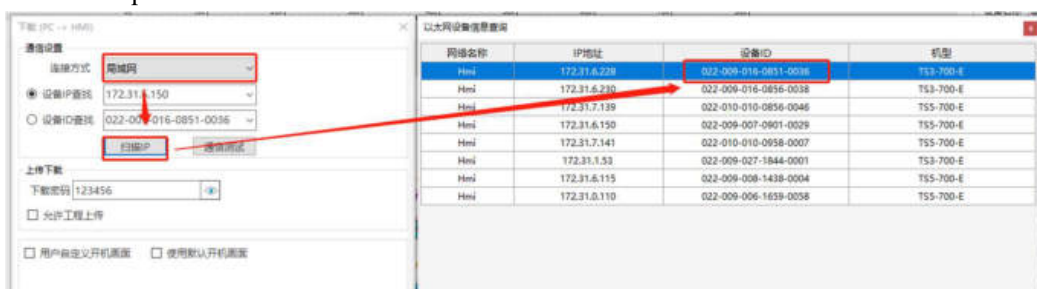 下载 (PC -> HMI)
通信设置
连接方式 局域网
设备IP查找 172.31.6.150
设备ID查找 022-009-016-0851-0036
扫描IP 通信测试
上传下载
下载密码 123456
允许工程上传
用户自定义开机画面 使用默认开机画面
以太网设备信息查询
网络名称 IP地址 设备ID 机型
Hmi 172.31.6.228 022-009-016-0851-0036 TS3-700-E
Hmi 172.31.6.230 022-009-016-0856-0038 TS3-700-E
Hmi 172.31.7.139 022-010-010-0856-0046 TS5-700-E
Hmi 172.31.6.150 022-009-007-0901-0029 TS5-700-E
Hmi 172.31.7.141 022-010-010-0958-0007 TS5-700-E
Hmi 172.31.1.53 022-009-027-1844-0001 TS3-700-E
Hmi 172.31.6.115 022-009-008-1438-0004 TS5-700-E
Hmi 172.31.0.110 022-009-006-1659-0058 TS5-700-E